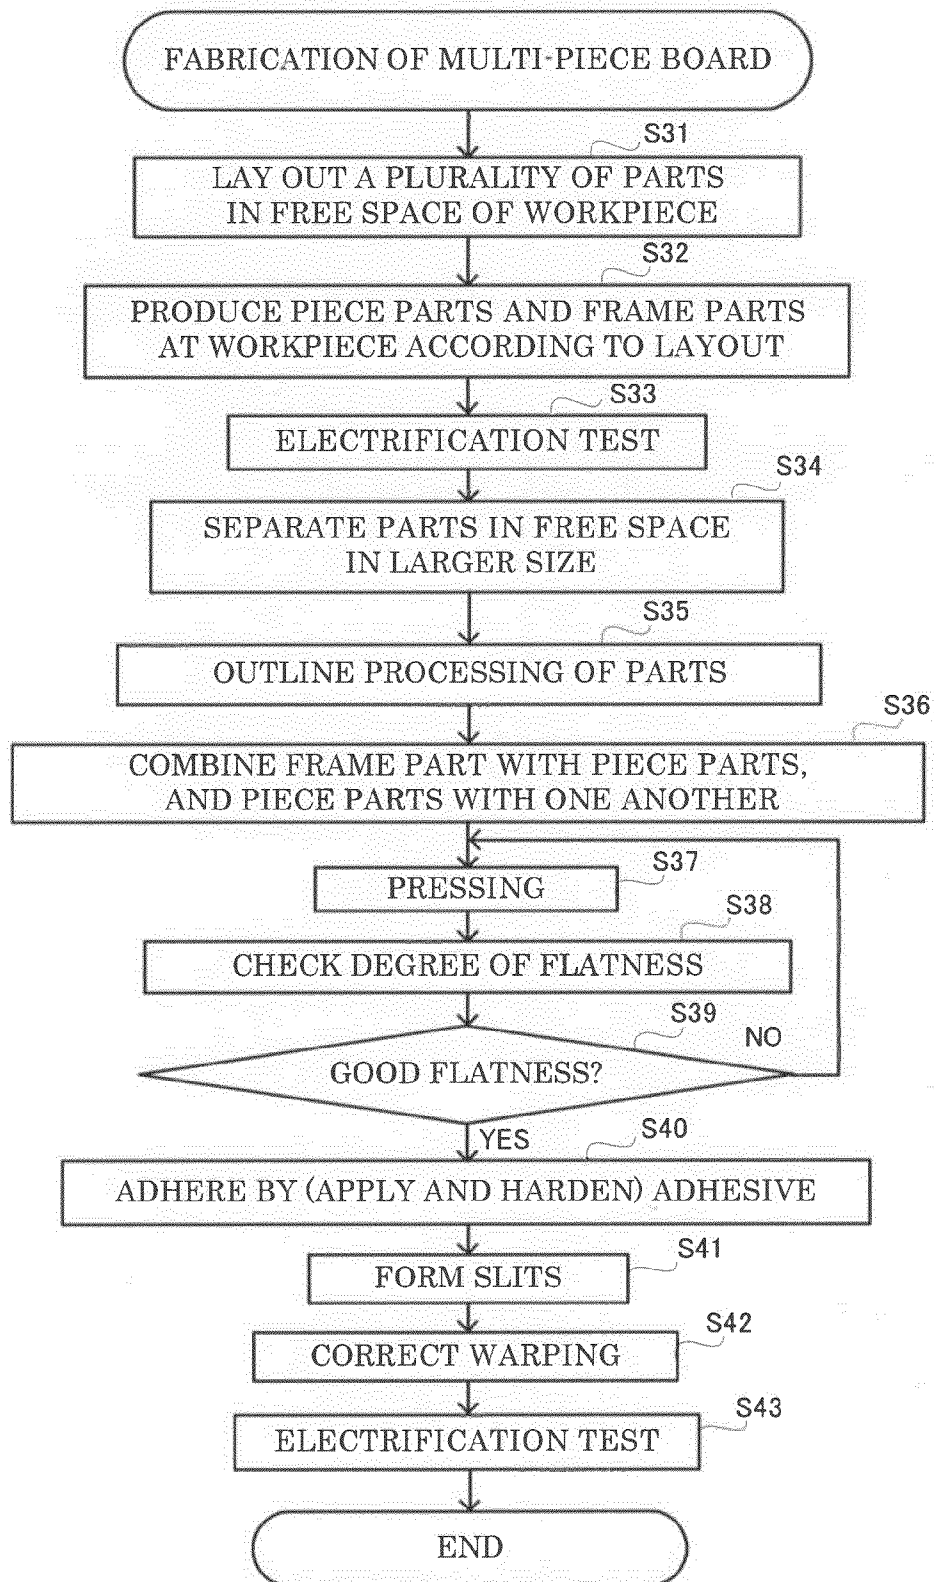 FABRICATION OF MULTI-PIECE BOARD
S31
LAY OUT A PLURALITY OF PARTS
IN FREE SPACE OF WORKPIECE
S32
PRODUCE PIECE PARTS AND FRAME PARTS
AT WORKPIECE ACCORDING TO LAYOUT
S33
ELECTRIFICATION TEST
S34
SEPARATE PARTS IN FREE SPACE
IN LARGER SIZE
S35
OUTLINE PROCESSING OF PARTS
S36
COMBINE FRAME PART WITH PIECE PARTS,
AND PIECE PARTS WITH ONE ANOTHER
S37
PRESSING
S38
CHECK DEGREE OF FLATNESS
S39
NO
GOOD FLATNESS?
YES
S40
ADHERE BY (APPLY AND HARDEN) ADHESIVE
S41
FORM SLITS
S42
CORRECT WARPING
S43
ELECTRIFICATION TEST
END